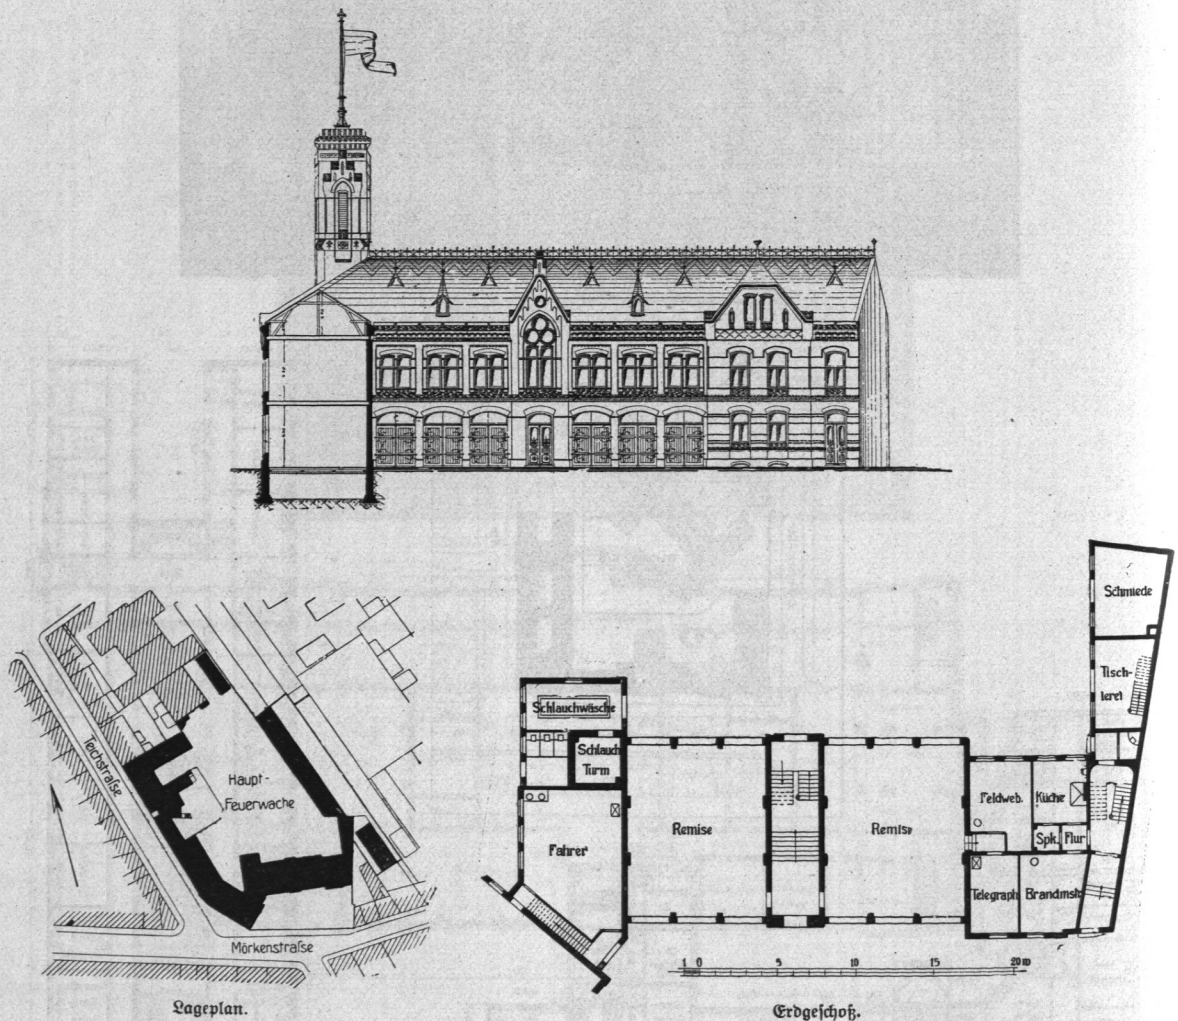 Teichstraße
Haupt-
Feuerwache
Mörkenstraße
Lageplan.
Schlauchwäsche
Schlauch
Turm
Fahrer
Remise
Remise
Feldweb.
Küche
Spk.
Flur
Telegraph
Brandmstr
Schmiede
Tisch-
lerei
1 0 5 10 15 20 m
Erdgeschoß.